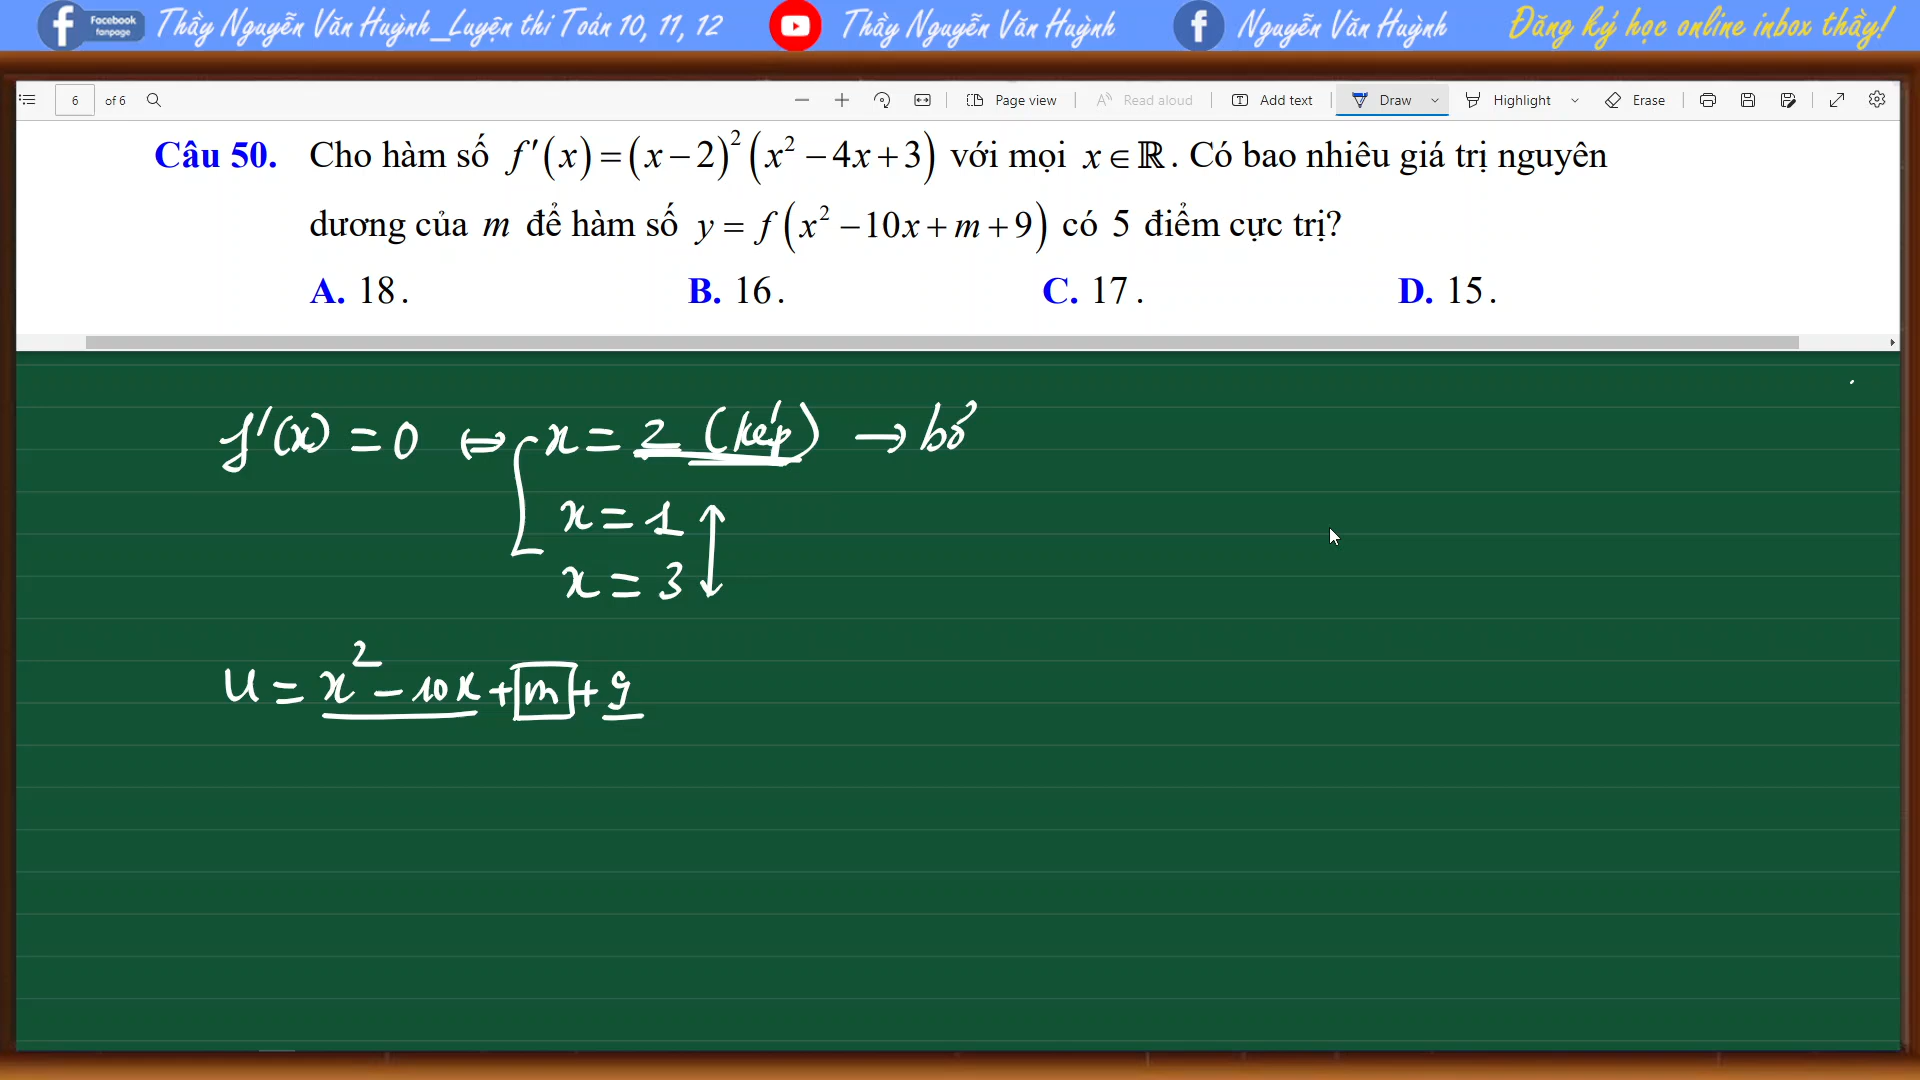 Facebook fanpage Thầy Nguyễn Văn Huỳnh_Luyện thi Toán 10, 11, 12 Thầy Nguyễn Văn Huỳnh Nguyễn Văn Huỳnh Đăng ký học online inbox thầy!
6 of 6 Page view Read aloud Add text Draw Highlight Erase
Câu 50. Cho hàm số f′(x) = (x − 2)² (x² − 4x + 3) với mọi x ∈ ℝ. Có bao nhiêu giá trị nguyên
dương của m để hàm số y = f(x² − 10x + m + 9) có 5 điểm cực trị?
A. 18. B. 16. C. 17. D. 15.
f'(x) = 0 ⇔ [ x = 2 (kép) → bỏ
x = 1
x = 3
u = x² − 10x + m + 9